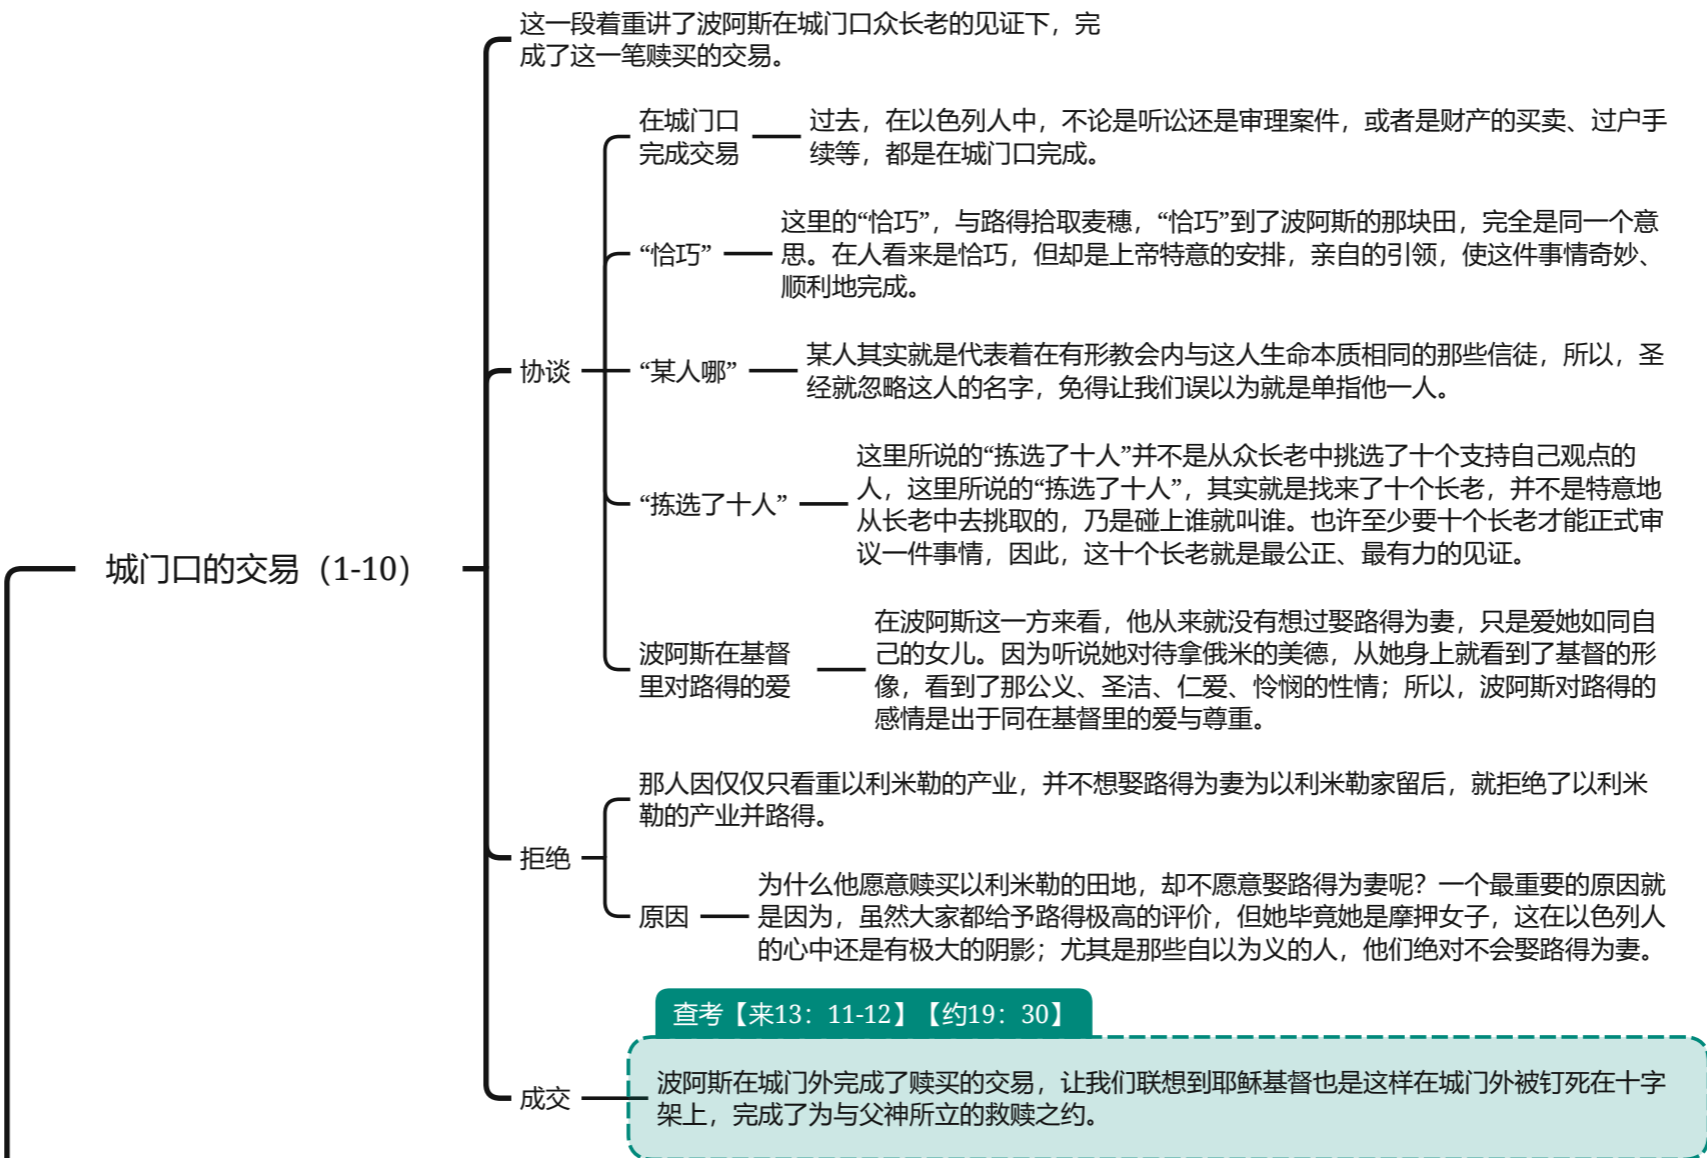 这一段着重讲了波阿斯在城门口众长老的见证下，完
成了这一笔赎买的交易。
在城门口
完成交易
过去，在以色列人中，不论是听讼还是审理案件，或者是财产的买卖、过户手
续等，都是在城门口完成。
“恰巧”
这里的“恰巧”，与路得拾取麦穗，“恰巧”到了波阿斯的那块田，完全是同一个意
思。在人看来是恰巧，但却是上帝特意的安排，亲自的引领，使这件事情奇妙、
顺利地完成。
协谈
“某人哪”
某人其实就是代表着在有形教会内与这人生命本质相同的那些信徒，所以，圣
经就忽略这人的名字，免得让我们误以为就是单指他一人。
“拣选了十人”
这里所说的“拣选了十人”并不是从众长老中挑选了十个支持自己观点的
人，这里所说的“拣选了十人”，其实就是找来了十个长老，并不是特意地
从长老中去挑取的，乃是碰上谁就叫谁。也许至少要十个长老才能正式审
议一件事情，因此，这十个长老就是最公正、最有力的见证。
城门口的交易（1-10）
波阿斯在基督
里对路得的爱
在波阿斯这一方来看，他从来就没有想过娶路得为妻，只是爱她如同自
己的女儿。因为听说她对待拿俄米的美德，从她身上就看到了基督的形
像，看到了那公义、圣洁、仁爱、怜悯的性情；所以，波阿斯对路得的
感情是出于同在基督里的爱与尊重。
拒绝
那人因仅仅只看重以利米勒的产业，并不想娶路得为妻为以利米勒家留后，就拒绝了以利米
勒的产业并路得。
原因
为什么他愿意赎买以利米勒的田地，却不愿意娶路得为妻呢？一个最重要的原因就
是因为，虽然大家都给予路得极高的评价，但她毕竟她是摩押女子，这在以色列人
的心中还是有极大的阴影；尤其是那些自以为义的人，他们绝对不会娶路得为妻。
查考【来13：11-12】【约19：30】
成交
波阿斯在城门外完成了赎买的交易，让我们联想到耶稣基督也是这样在城门外被钉死在十字
架上，完成了为与父神所立的救赎之约。